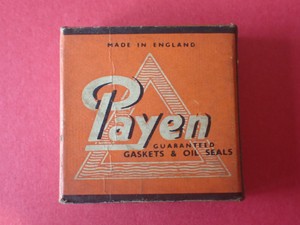 MADE IN ENGLAND
Payen
GUARANTEED
GASKETS & OIL SEALS